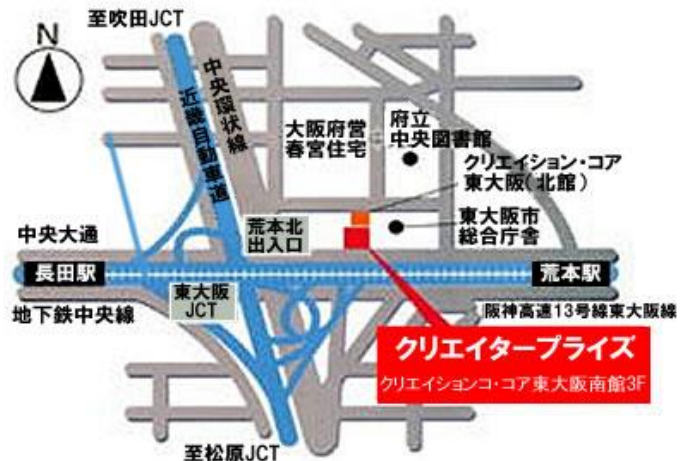 至吹田JCT
N
中央環状線
近畿自動車道
大阪府営
春宮住宅
府立
中央図書館
クリエイション・コア
東大阪(北館)
荒本北
出入口
東大阪市
総合庁舎
中央大通
長田駅
荒本駅
東大阪
JCT
地下鉄中央線
阪神高速13号線東大阪線
クリエイタープライズ
クリエイションコ・コア東大阪南館3F
至松原JCT